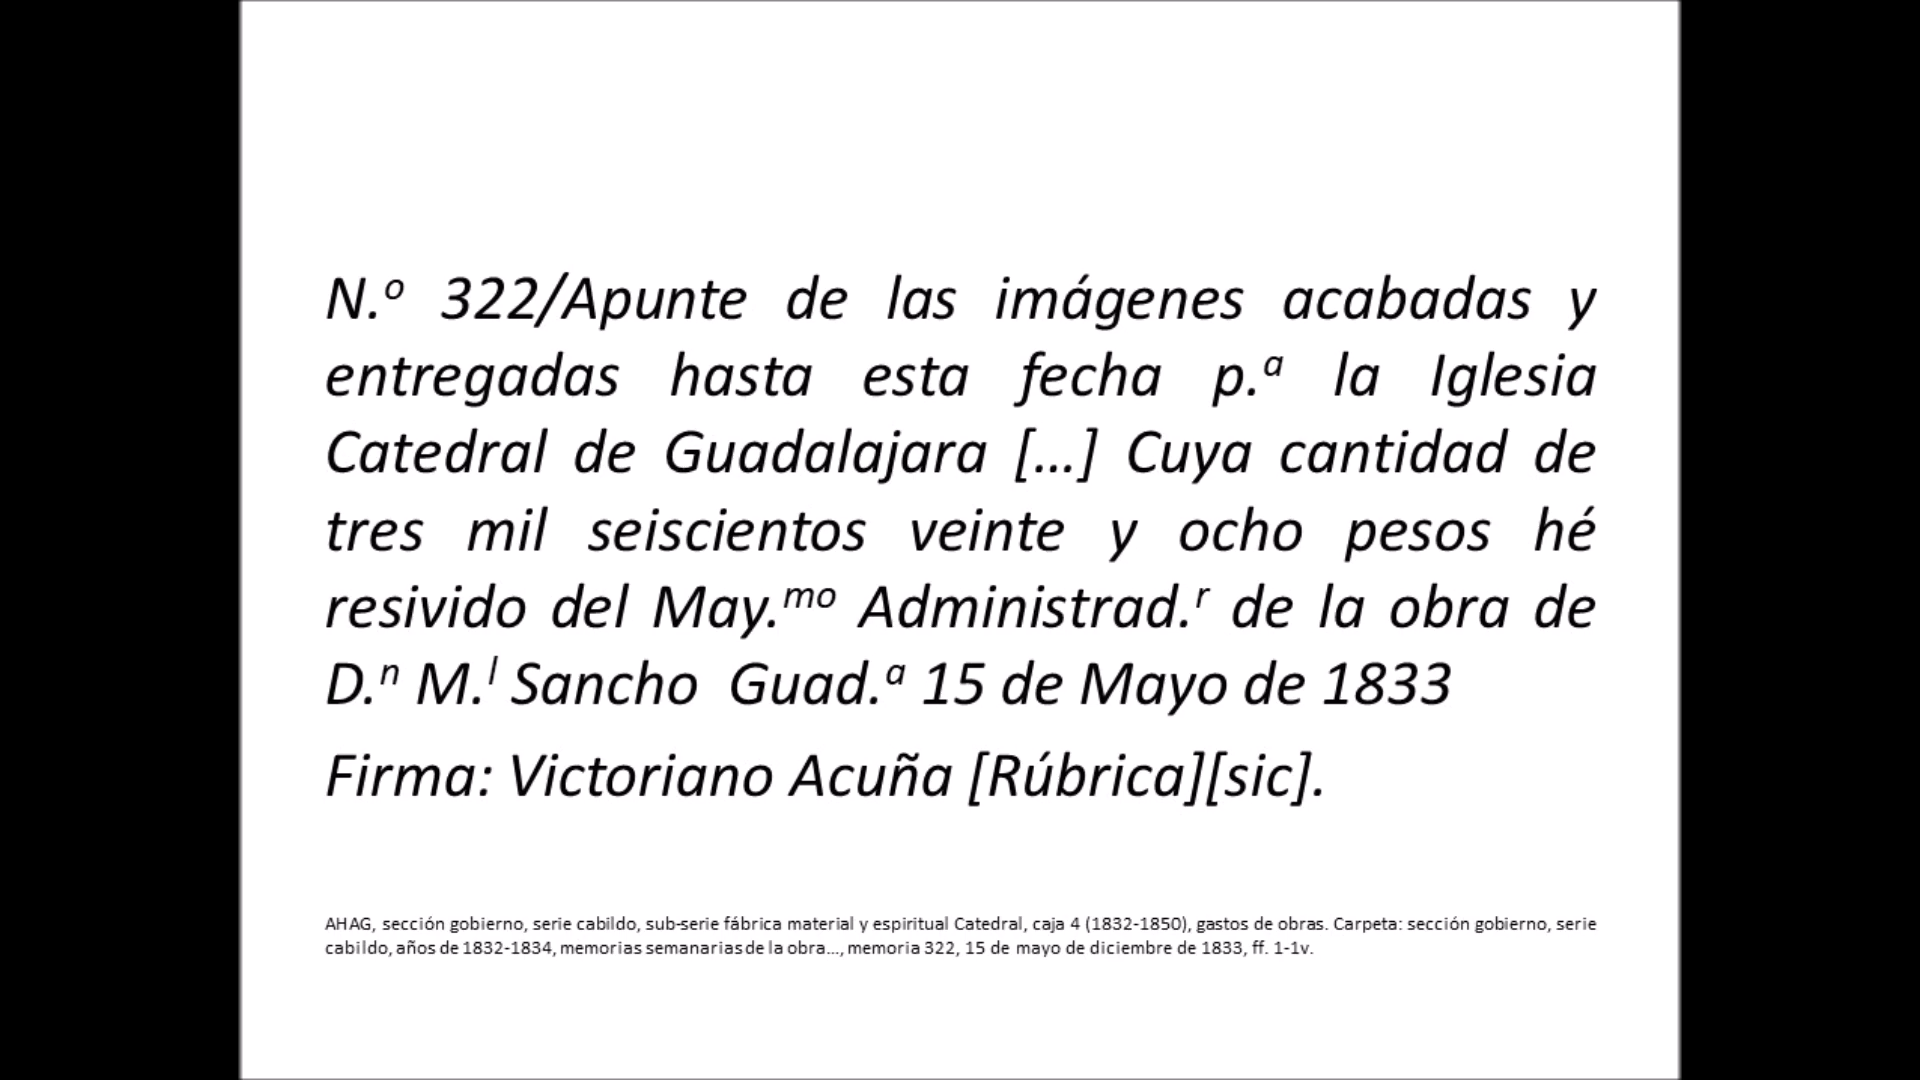 N.º 322/Apunte de las imágenes acabadas y
entregadas hasta esta fecha p.ª la Iglesia
Catedral de Guadalajara [...] Cuya cantidad de
tres mil seiscientos veinte y ocho pesos hé
resivido del May.ᵐᵒ Administrad.ʳ de la obra de
D.ⁿ M.ˡ Sancho Guad.ª 15 de Mayo de 1833
Firma: Victoriano Acuña [Rúbrica][sic].
AHAG, sección gobierno, serie cabildo, sub-serie fábrica material y espiritual Catedral, caja 4 (1832-1850), gastos de obras. Carpeta: sección gobierno, serie
cabildo, años de 1832-1834, memorias semanarias de la obra..., memoria 322, 15 de mayo de diciembre de 1833, ff. 1-1v.